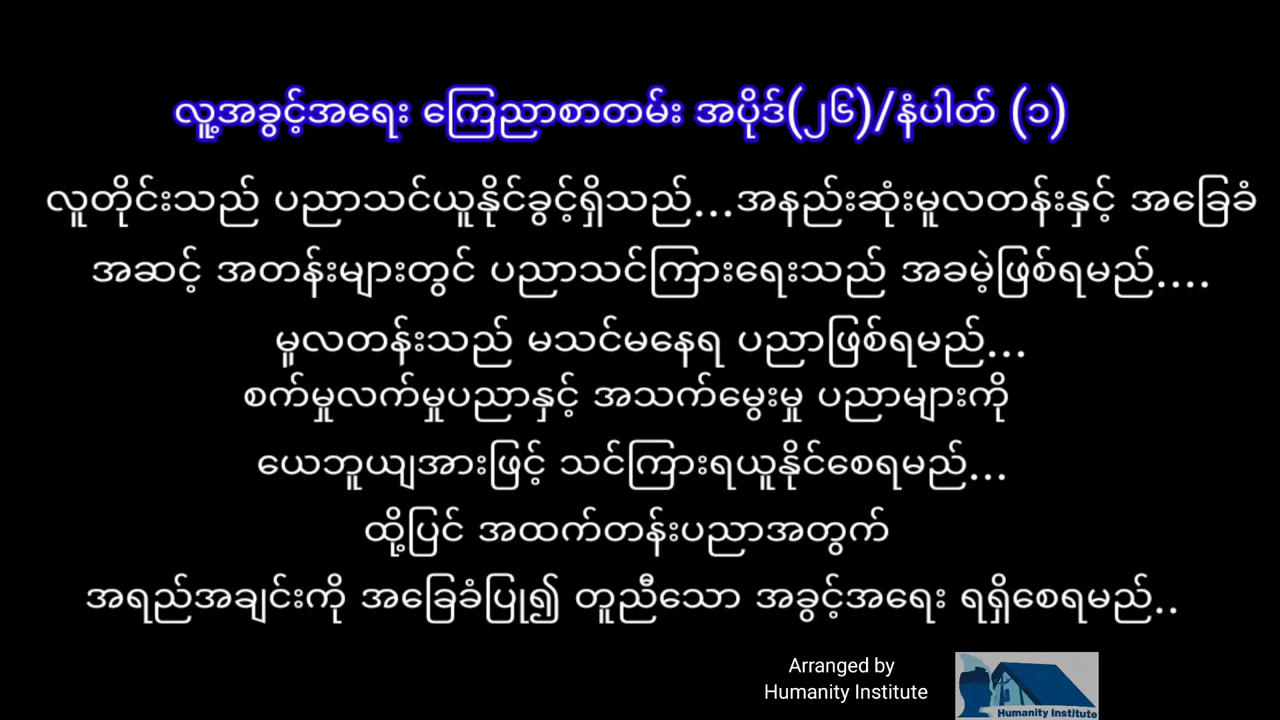 လူ့အခွင့်အရေး ကြေညာစာတမ်း အပိုဒ်(၂၆)/နံပါတ် (၁)
လူတိုင်းသည် ပညာသင်ယူနိုင်ခွင့်ရှိသည်...အနည်းဆုံးမူလတန်းနှင့် အခြေခံ
အဆင့် အတန်းများတွင် ပညာသင်ကြားရေးသည် အခမဲ့ဖြစ်ရမည်....
မူလတန်းသည် မသင်မနေရ ပညာဖြစ်ရမည်...
စက်မှုလက်မှုပညာနှင့် အသက်မွေးမှု ပညာများကို
ယေဘူယျအားဖြင့် သင်ကြားရယူနိုင်စေရမည်...
ထို့ပြင် အထက်တန်းပညာအတွက်
အရည်အချင်းကို အခြေခံပြု၍ တူညီသော အခွင့်အရေး ရရှိစေရမည်..
Arranged by
Humanity Institute
Humanity Institute